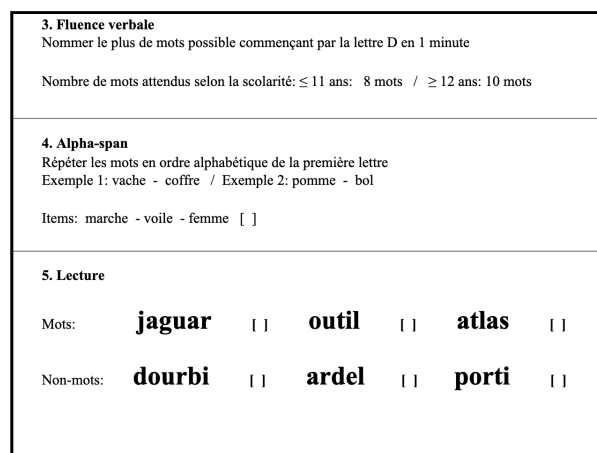 3. Fluence verbale
Nommer le plus de mots possible commençant par la lettre D en 1 minute
Nombre de mots attendus selon la scolarité: ≤ 11 ans: 8 mots / ≥ 12 ans: 10 mots
4. Alpha-span
Répéter les mots en ordre alphabétique de la première lettre
Exemple 1: vache - coffre / Exemple 2: pomme - bol
Items: marche - voile - femme [ ]
5. Lecture
Mots: jaguar [ ] outil [ ] atlas [ ]
Non-mots: dourbi [ ] ardel [ ] porti [ ]